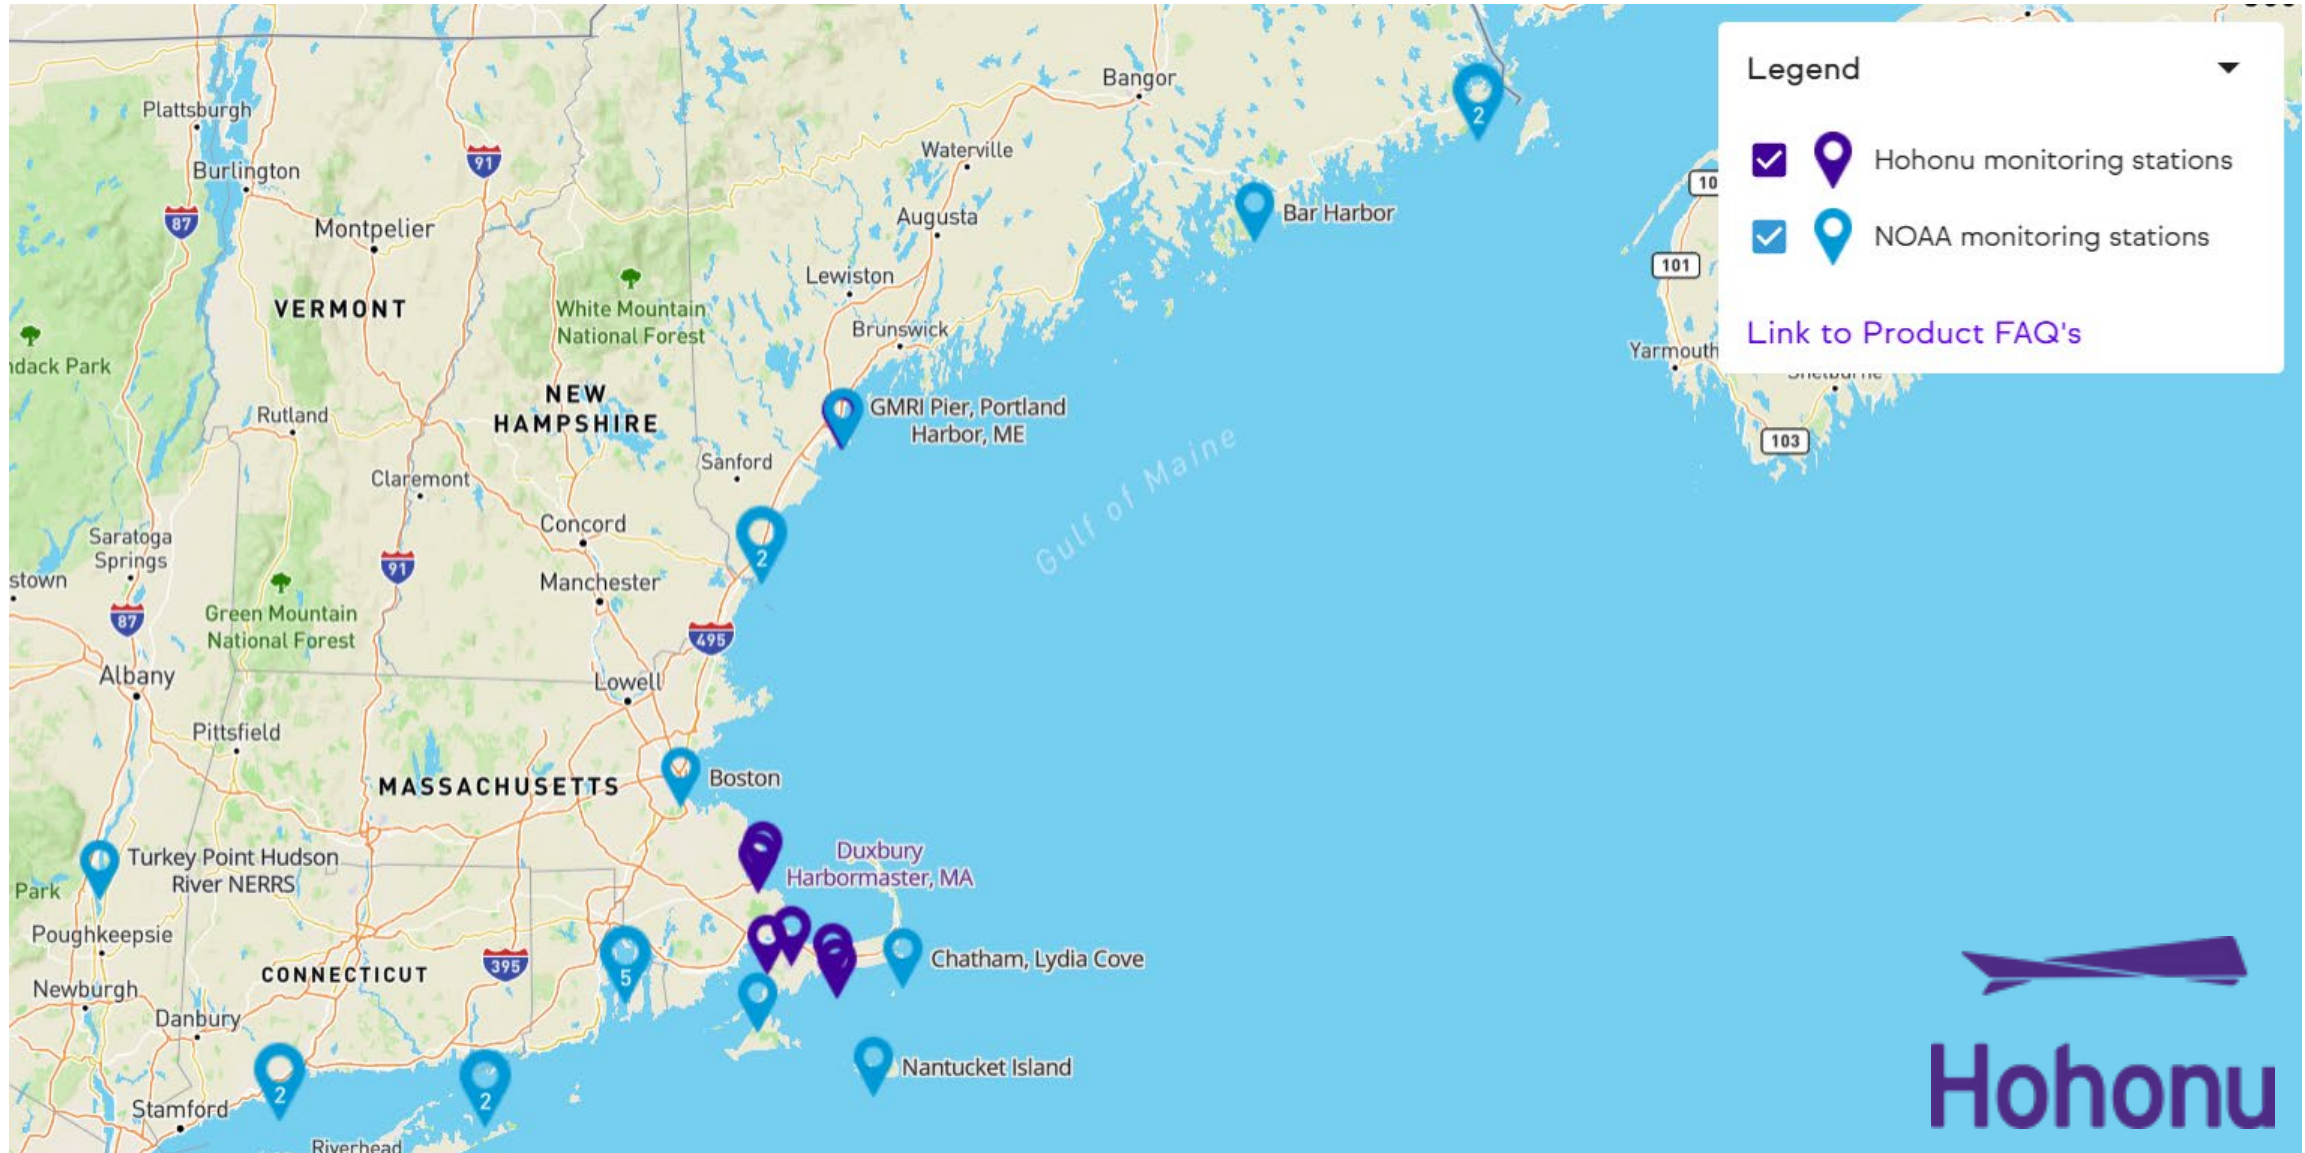 Bangor
Legend
Plattsburgh
2
91
Waterville
Hohonu monitoring stations
Burlington
10
87
Montpelier
Augusta
Bar Harbor
NOAA monitoring stations
101
Lewiston
VERMONT
White Mountain
National Forest
Brunswick
Link to Product FAQ's
Yarmouth
dack Park
NEW
HAMPSHIRE
Rutland
GMRI Pier, Portland
Harbor, ME
103
Gulf of Maine
Sanford
Claremont
Concord
Saratoga
Springs
2
91
stown
Manchester
87
Green Mountain
National Forest
495
Albany
Lowell
Pittsfield
MASSACHUSETTS
Boston
Turkey Point Hudson
River NERRS
Duxbury
Harbormaster, MA
Park
Poughkeepsie
395
CONNECTICUT
5
Chatham, Lydia Cove
Newburgh
Danbury
Nantucket Island
2
2
Stamford
Riverhead
Hohonu